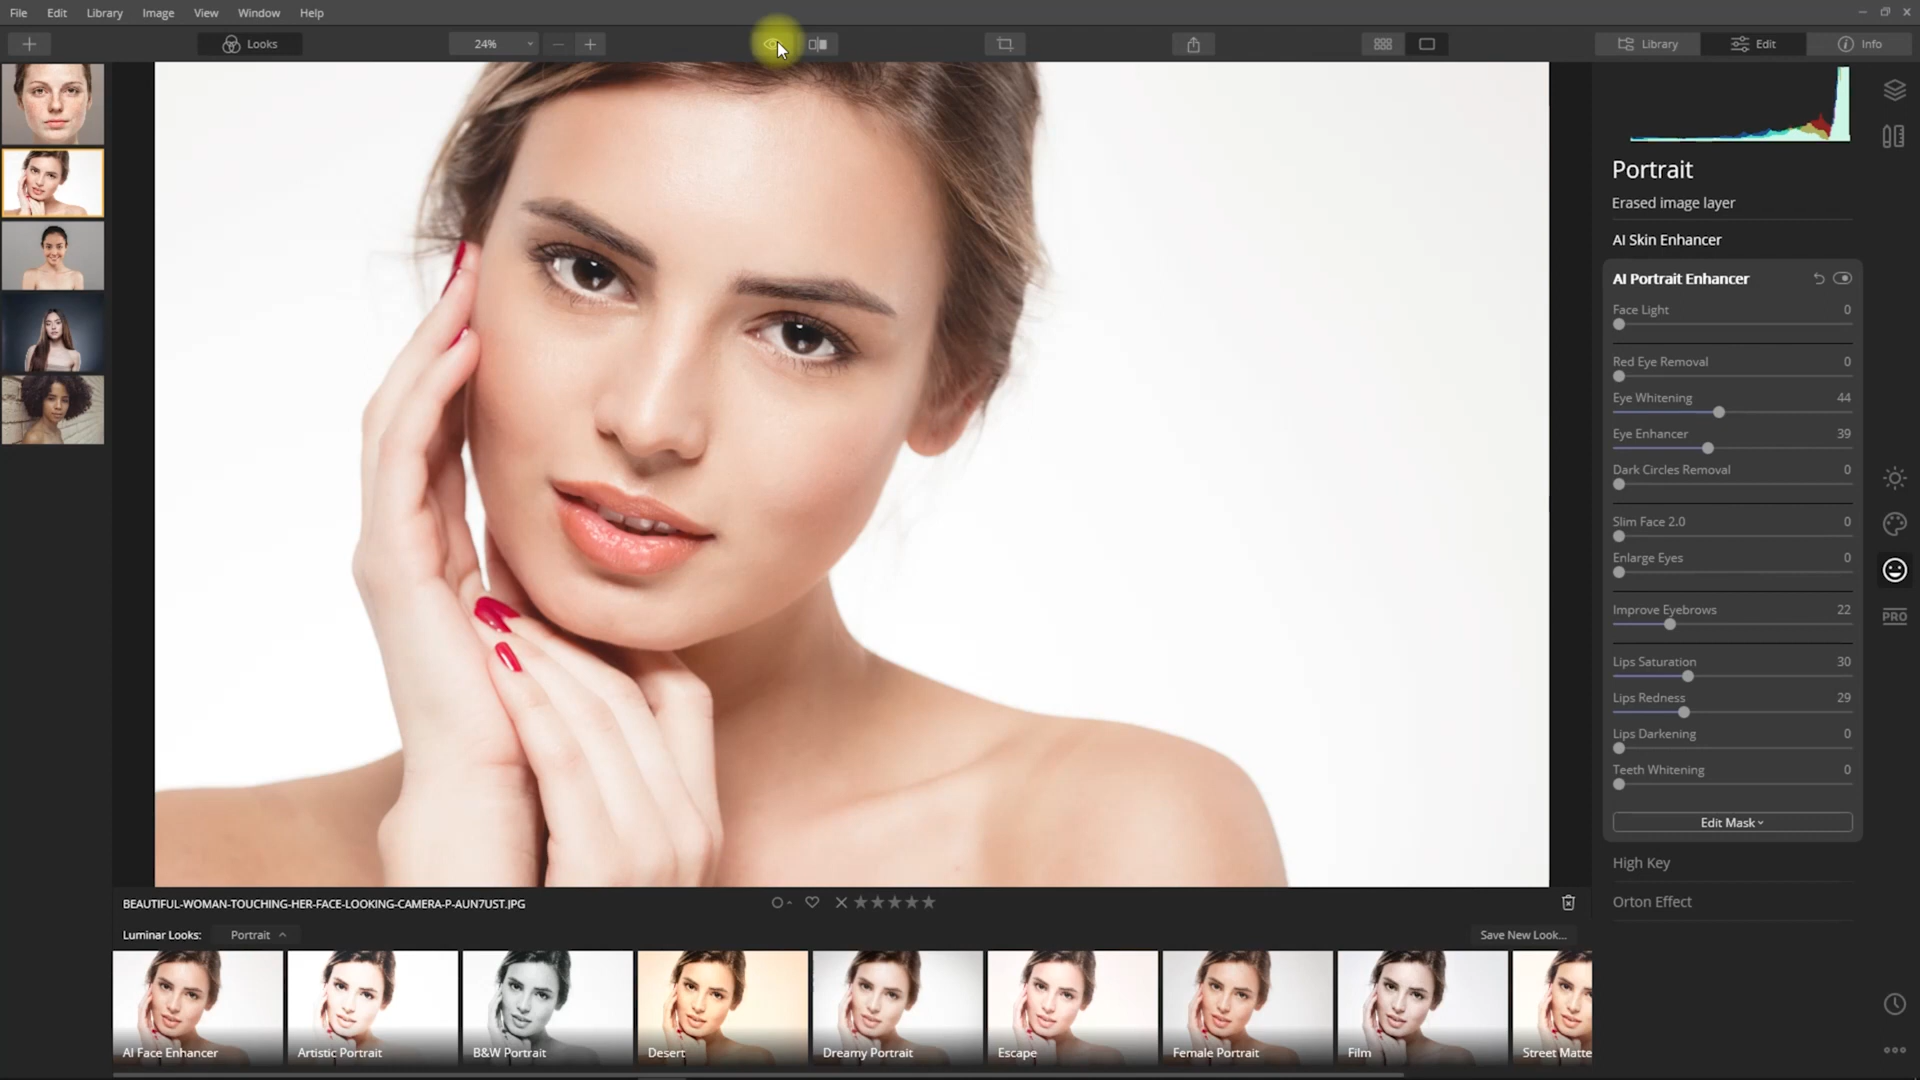 File Edit Library Image View Window Help
Looks 24% Library Edit Info
Portrait
Erased image layer
AI Skin Enhancer
AI Portrait Enhancer
Face Light 0
Red Eye Removal 0
Eye Whitening 44
Eye Enhancer 39
Dark Circles Removal 0
Slim Face 2.0 0
Enlarge Eyes 0
Improve Eyebrows 22
PRO
Lips Saturation 30
Lips Redness 29
Lips Darkening 0
Teeth Whitening 0
Edit Mask
High Key
Orton Effect
BEAUTIFUL-WOMAN-TOUCHING-HER-FACE-LOOKING-CAMERA-P-AUN7UST.JPG
Luminar Looks: Portrait Save New Look...
AI Face Enhancer Artistic Portrait B&W Portrait Desert Dreamy Portrait Escape Female Portrait Film Street Matte